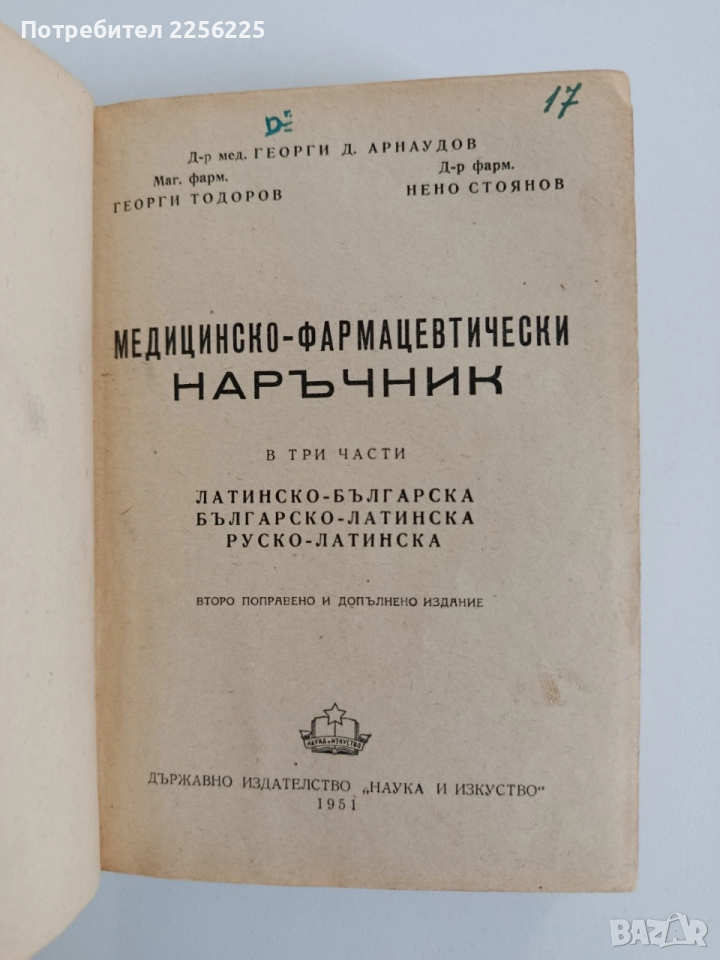 Потребител 2256225
17
D-r
Д-р мед. ГЕОРГИ Д. АРНАУДОВ
Маг. фарм.
ГЕОРГИ ТОДОРОВ
Д-р фарм.
НЕНО СТОЯНОВ
МЕДИЦИНСКО-ФАРМАЦЕВТИЧЕСКИ
НАРЪЧНИК
В ТРИ ЧАСТИ
ЛАТИНСКО-БЪЛГАРСКА
БЪЛГАРСКО-ЛАТИНСКА
РУСКО-ЛАТИНСКА
ВТОРО ПОПРАВЕНО И ДОПЪЛНЕНО ИЗДАНИЕ
НАУКА И ИЗКУСТВО
ДЪРЖАВНО ИЗДАТЕЛСТВО „НАУКА И ИЗКУСТВО"
1951
BAZAR